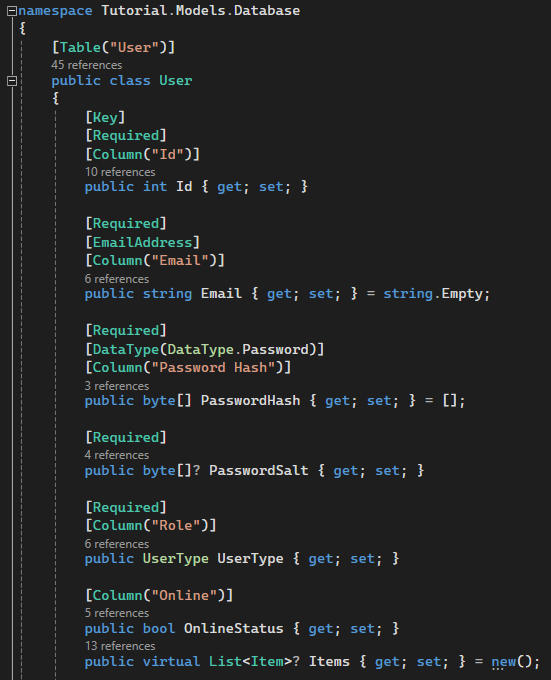 namespace Tutorial.Models.Database
{
[Table("User")]
45 references
public class User
{
[Key]
[Required]
[Column("Id")]
10 references
public int Id { get; set; }
[Required]
[EmailAddress]
[Column("Email")]
6 references
public string Email { get; set; } = string.Empty;
[Required]
[DataType(DataType.Password)]
[Column("Password Hash")]
3 references
public byte[] PasswordHash { get; set; } = [];
[Required]
4 references
public byte[]? PasswordSalt { get; set; }
[Required]
[Column("Role")]
6 references
public UserType UserType { get; set; }
[Column("Online")]
5 references
public bool OnlineStatus { get; set; }
13 references
public virtual List<Item>? Items { get; set; } = new();